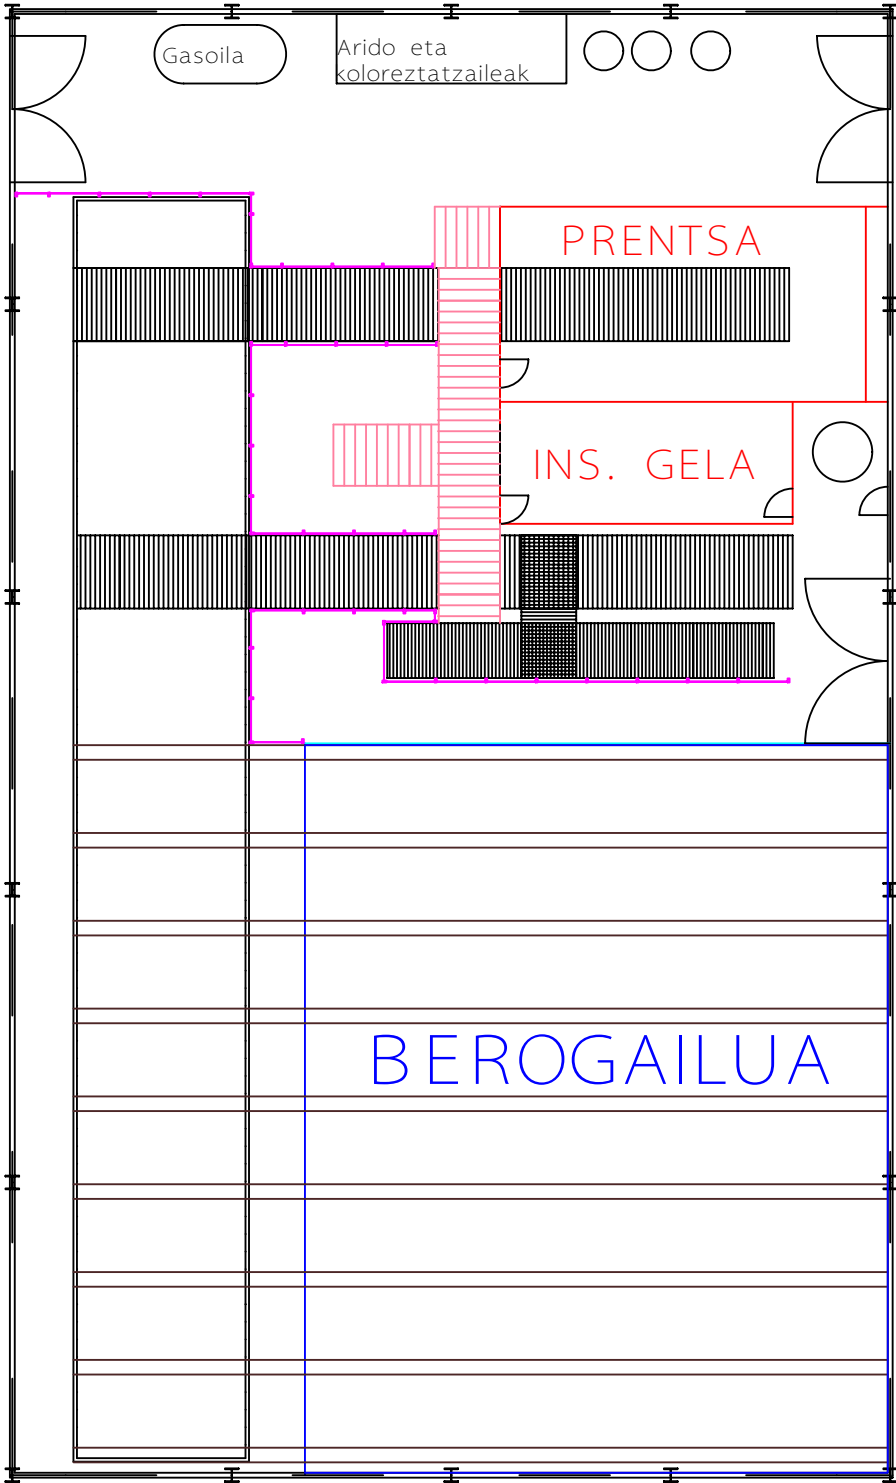 Gasoila
Arido eta
koloreztatzaileak
PRENTSA
INS. GELA
BEROGAILUA